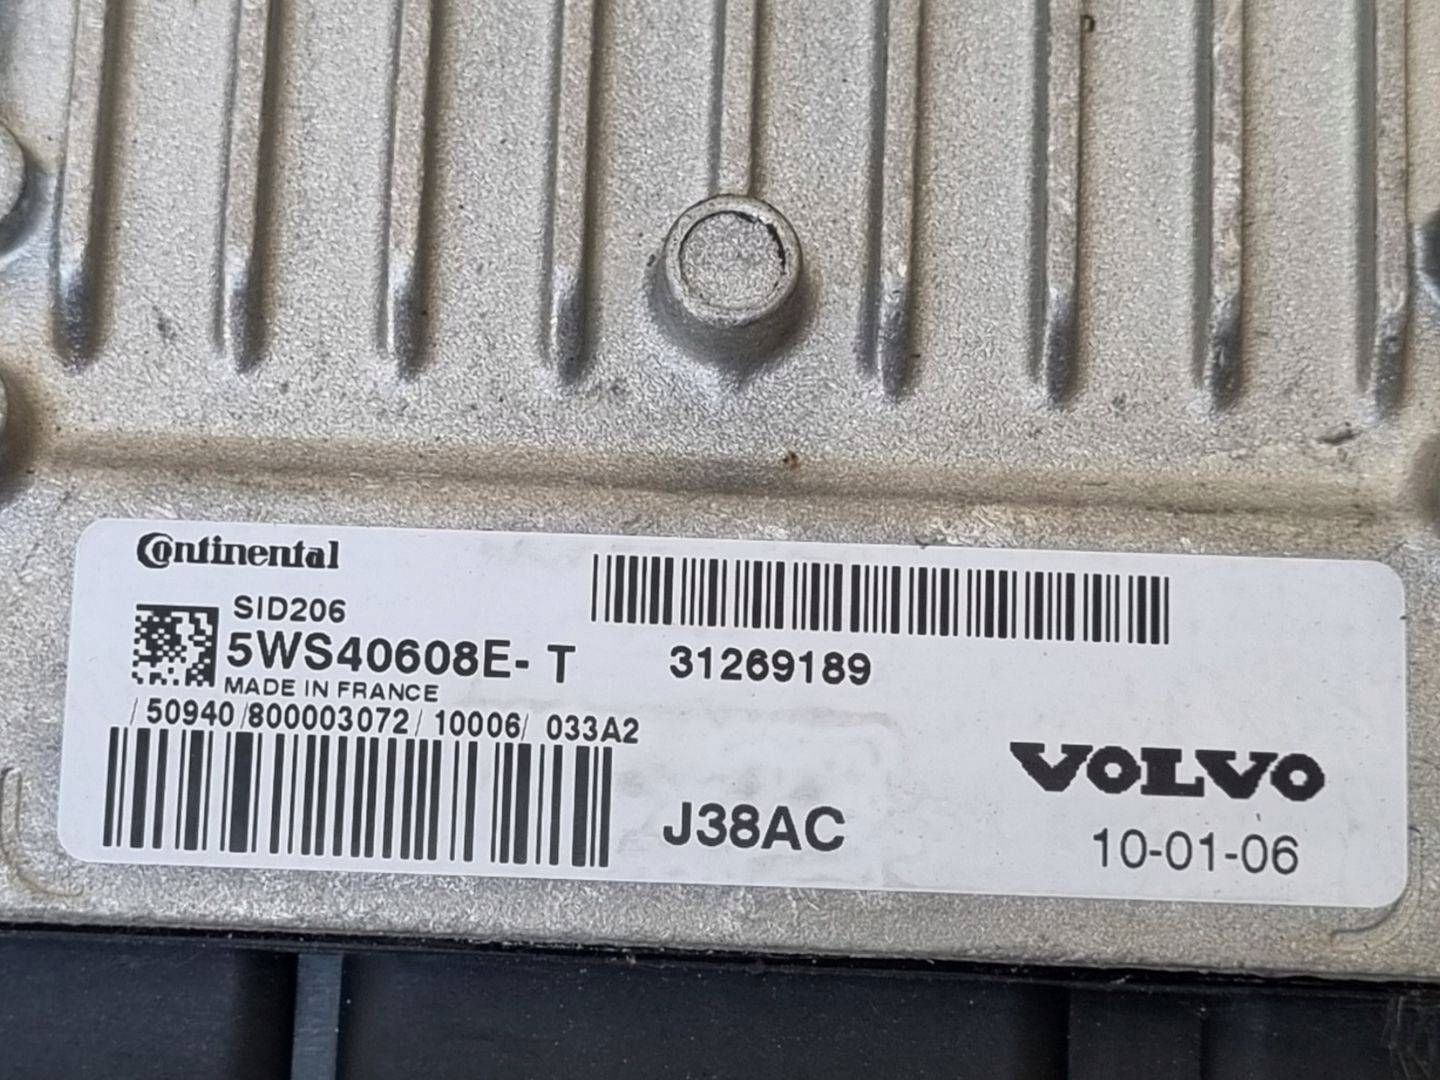 Continental
SID206
5WS40608E- T
31269189
MADE IN FRANCE
/ 50940 /800003072/ 10006/ 033A2
J38AC
VOLVO
10-01-06